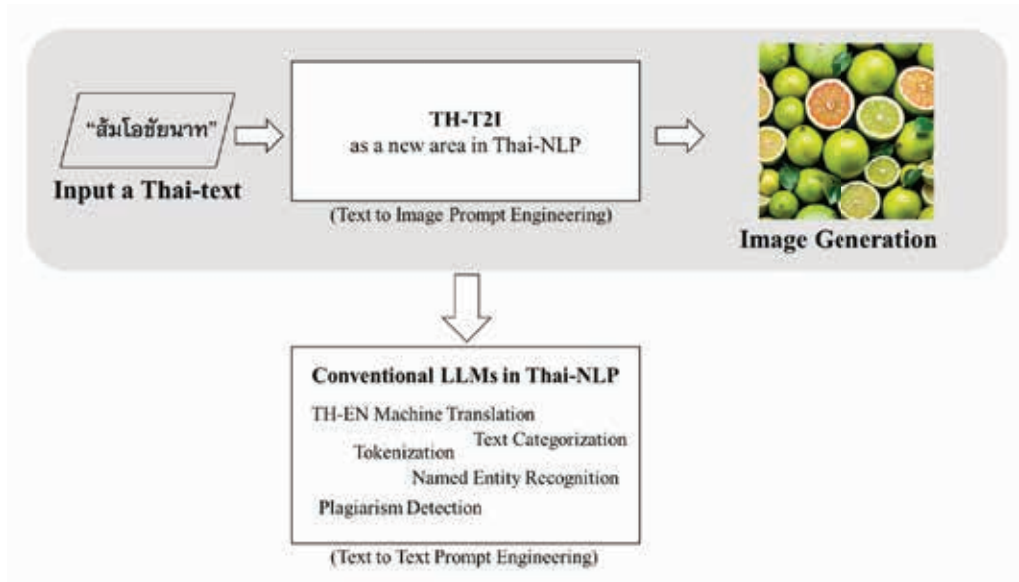 “ส้มโอชัยนาท”
Input a Thai-text
TH-T2I
as a new area in Thai-NLP
(Text to Image Prompt Engineering)
Image Generation
Conventional LLMs in Thai-NLP
TH-EN Machine Translation
Text Categorization
Tokenization
Named Entity Recognition
Plagiarism Detection
(Text to Text Prompt Engineering)